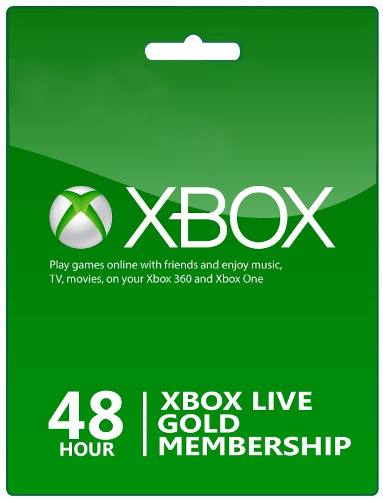 XBOX
Play games online with friends and enjoy music,
TV, movies, on your Xbox 360 and Xbox One
48
HOUR
XBOX LIVE
GOLD
MEMBERSHIP